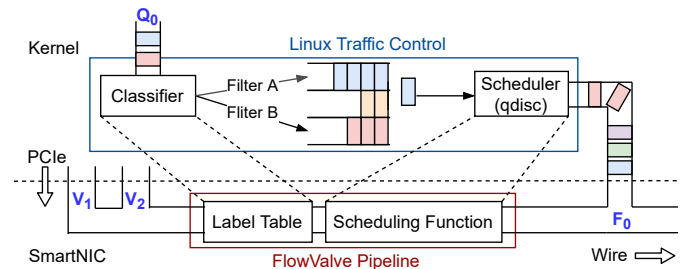 Q0
Kernel
Linux Traffic Control
Classifier
Filter A
Fliter B
Scheduler
(qdisc)
PCIe
V1
V2
Label Table
Scheduling Function
F0
SmartNIC
FlowValve Pipeline
Wire